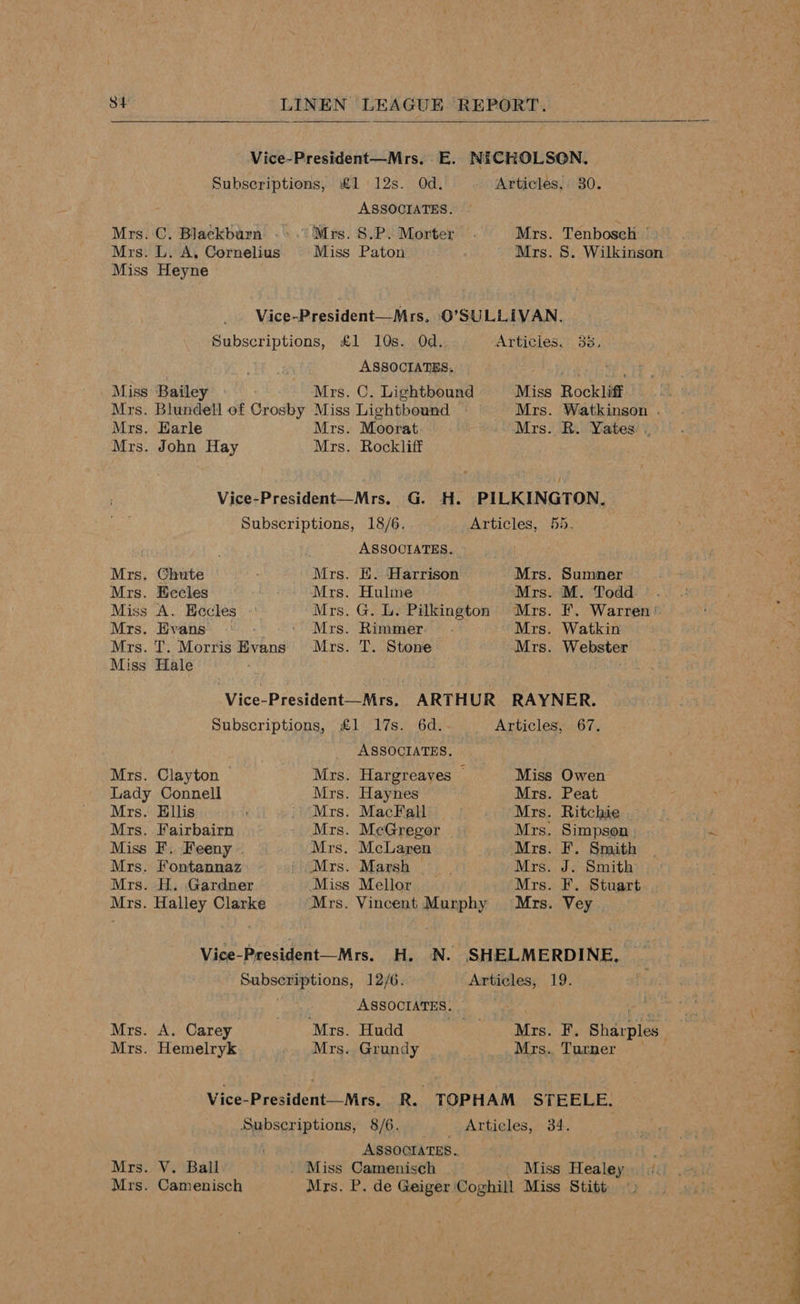 84 LINEN LEAGUE REPORT.
Vice-President—Mrs. E. NICHOLSON.
Subscriptions, £1 12s. 0d. Articles, 30.
ASSOCIATES.
Mrs. C. Blackburn Mrs. S.P. Morter Mrs. Tenbosch
Mrs. L. A. Cornelius Miss Paton Mrs. S. Wilkinson
Miss Heyne
Vice-President—Mrs. O'SULLIVAN.
Subscriptions, £1 10s. 0d. Articles, 35.
ASSOCIATES.
Miss Bailey Mrs. C. Lightbound Miss Rockliff
Mrs. Blundell of Crosby Miss Lightbound Mrs. Watkinson
Mrs. Earle Mrs. Moorat Mrs. R. Yates
Mrs. John Hay Mrs. Rockliff
Vice-President—Mrs. G. H. PILKINGTON.
Subscriptions, 18/6. Articles, 55.
ASSOCIATES.
Mrs. Chute Mrs. E. Harrison Mrs. Sumner
Mrs. Eccles Mrs. Hulme Mrs. M. Todd
Miss A. Eccles Mrs. G. L. Pilkington Mrs. F. Warren
Mrs. Evans Mrs. Rimmer Mrs. Watkin
Mrs. T. Morris Evans Mrs. T. Stone Mrs. Webster
Miss Hale
Vice-President—Mrs. ARTHUR RAYNER.
Subscriptions, £1 17s. 6d. Articles, 67.
ASSOCIATES.
Mrs. Clayton Mrs. Hargreaves Miss Owen
Lady Connell Mrs. Haynes Mrs. Peat
Mrs. Ellis Mrs. MacFall Mrs. Ritchie
Mrs. Fairbairn Mrs. McGregor Mrs. Simpson
Miss F. Feeny Mrs. McLaren Mrs. F. Smith
Mrs. Fontannaz Mrs. Marsh Mrs. J. Smith
Mrs. H. Gardner Miss Mellor Mrs. F. Stuart
Mrs. Halley Clarke Mrs. Vincent Murphy Mrs. Vey
Vice-President—Mrs. H. N. SHELMERDINE.
Subscriptions, 12/6. Articles, 19.
ASSOCIATES.
Mrs. A. Carey Mrs. Hudd Mrs. F. Sharples
Mrs. Hemelryk Mrs. Grundy Mrs. Turner
Vice-President—Mrs. R. TOPHAM STEELE.
Subscriptions, 8/6. Articles, 34.
ASSOCIATES.
Mrs. V. Ball Miss Camenisch Miss Healey
Mrs. Camenisch Mrs. P. de Geiger Coghill Miss Stitt